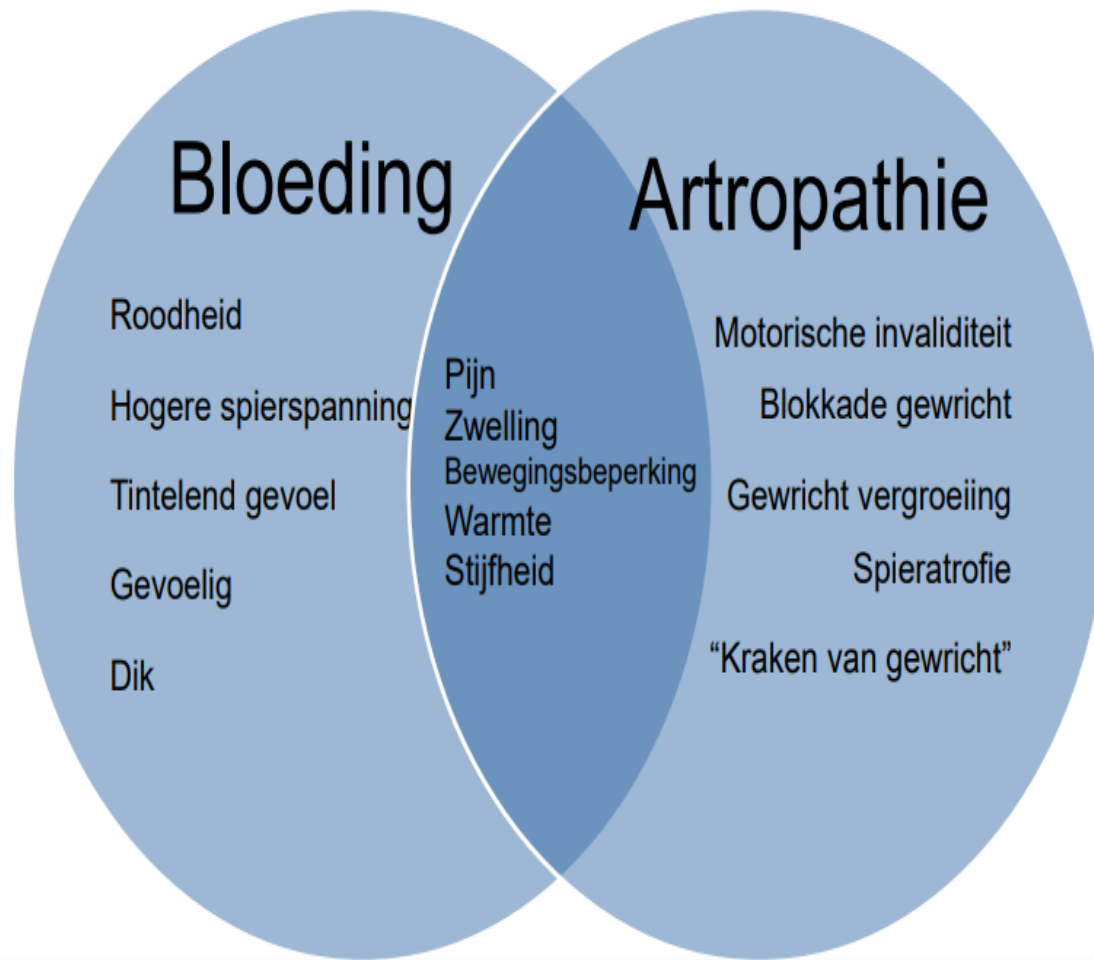 Bloeding
Roodheid
Hogere spierspanning
Tintelend gevoel
Gevoelig
Dik
Pijn
Zwelling
Bewegingsbeperking
Warmte
Stijfheid
Artropathie
Motorische invaliditeit
Blokkade gewricht
Gewricht vergroeiing
Spieratrofie
“Kraken van gewricht”